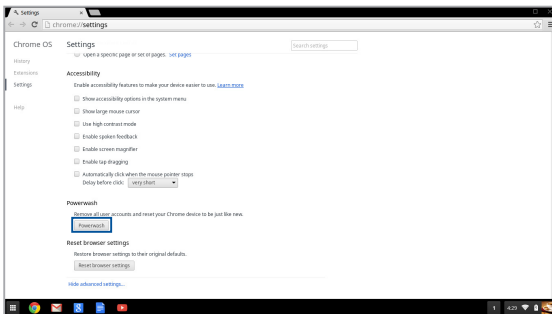 Settings
chrome://settings
Chrome OS
Settings
Search settings
History
Extensions
Settings
Help
Open a specific page or set of pages. Set pages
Accessibility
Enable accessibility features to make your device easier to use. Learn more
Show accessibility options in the system menu
Show large mouse cursor
Use high contrast mode
Enable spoken feedback
Enable screen magnifier
Enable tap dragging
Automatically click when the mouse pointer stops
Delay before click: very short
Powerwash
Remove all user accounts and reset your Chrome device to be just like new.
Powerwash
Reset browser settings
Restore browser settings to their original defaults.
Reset browser settings
Hide advanced settings...
8
1 4:29